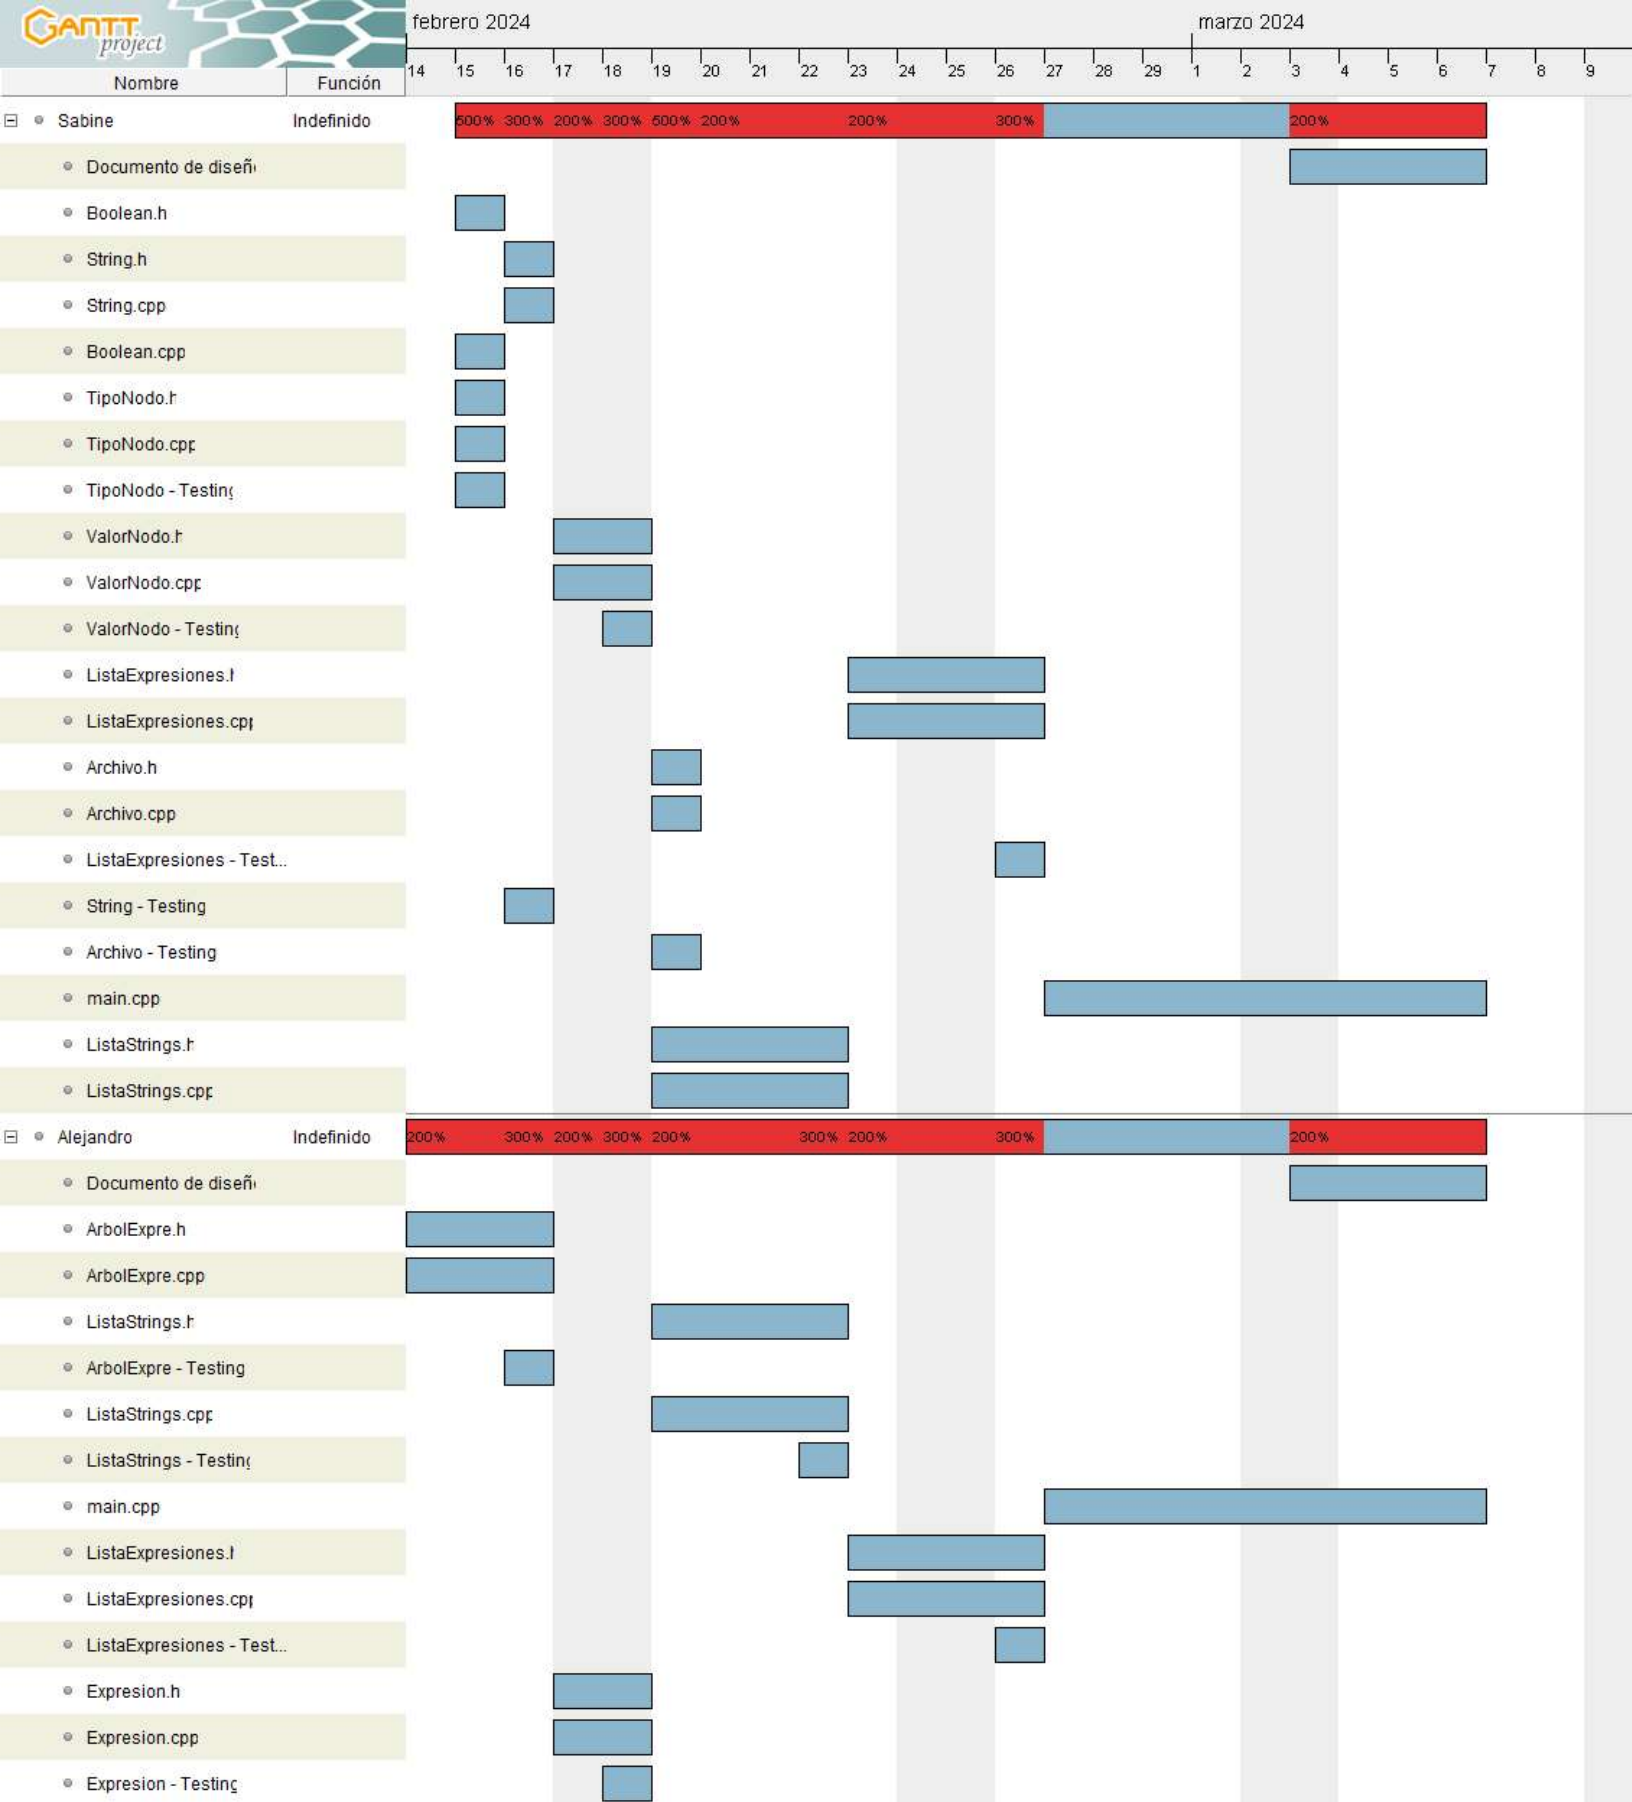 GANTT
project
febrero 2024 marzo 2024
Nombre Función
14 15 16 17 18 19 20 21 22 23 24 25 26 27 28 29 1 2 3 4 5 6 7 8 9
Sabine Indefinido 500% 300% 200% 300% 500% 200% 200% 300% 200%
Documento de diseñ
Boolean.h
String.h
String.cpp
Boolean.cpp
TipoNodo.h
TipoNodo.cpp
TipoNodo - Testing
ValorNodo.h
ValorNodo.cpp
ValorNodo - Testing
ListaExpresiones.h
ListaExpresiones.cpp
Archivo.h
Archivo.cpp
ListaExpresiones - Test...
String - Testing
Archivo - Testing
main.cpp
ListaStrings.h
ListaStrings.cpp
Alejandro Indefinido 200% 300% 200% 300% 200% 300% 200% 300% 200%
Documento de diseñ
ArbolExpre.h
ArbolExpre.cpp
ListaStrings.h
ArbolExpre - Testing
ListaStrings.cpp
ListaStrings - Testing
main.cpp
ListaExpresiones.h
ListaExpresiones.cpp
ListaExpresiones - Test...
Expresion.h
Expresion.cpp
Expresion - Testing